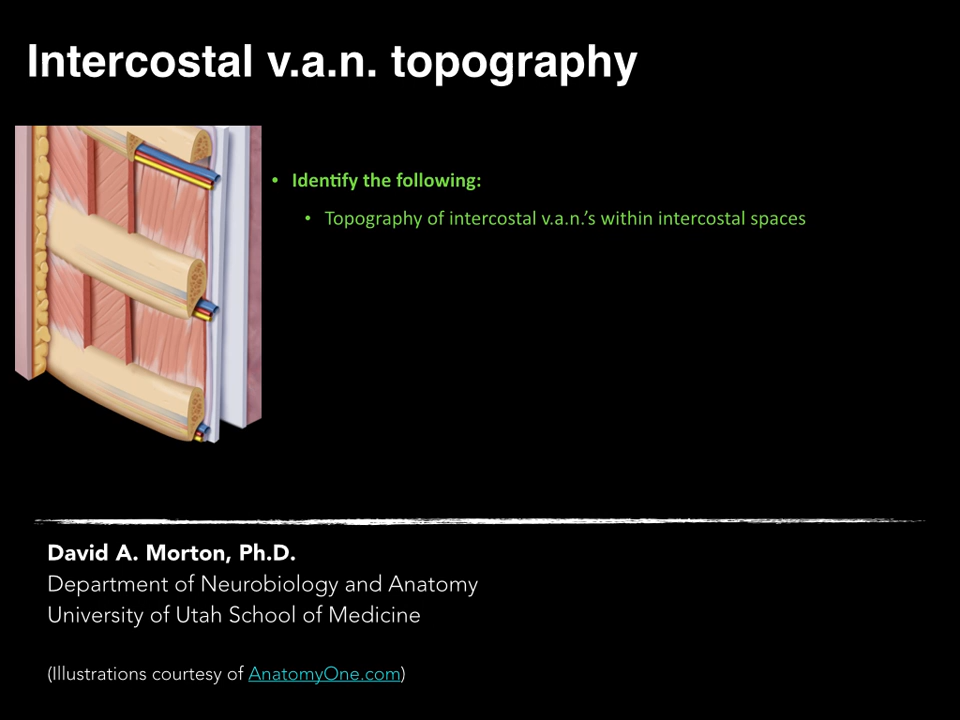 Intercostal v.a.n. topography
• Identify the following:
• Topography of intercostal v.a.n.’s within intercostal spaces
David A. Morton, Ph.D.
Department of Neurobiology and Anatomy
University of Utah School of Medicine
(Illustrations courtesy of AnatomyOne.com)